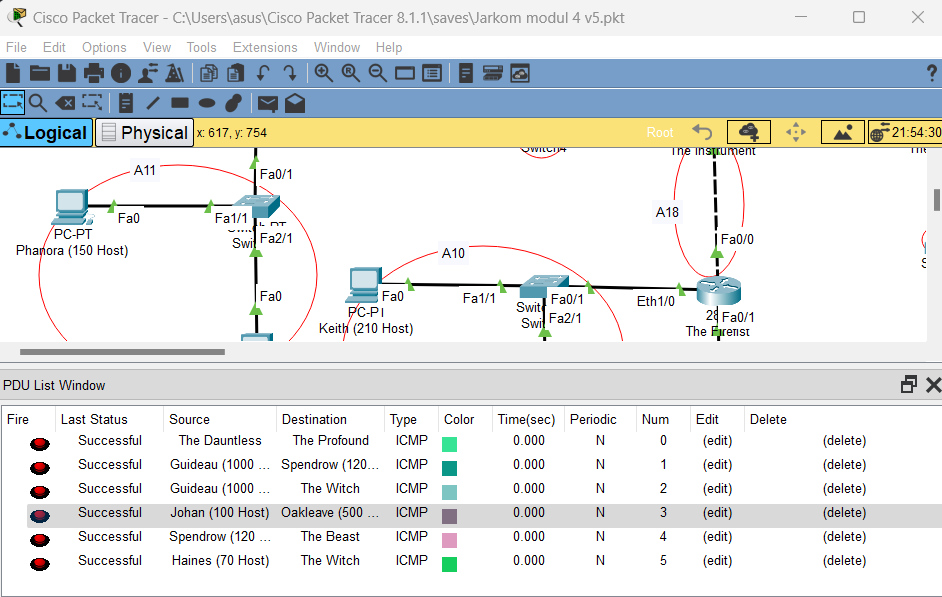 Cisco Packet Tracer - C:\Users\asus\Cisco Packet Tracer 8.1.1\saves\Jarkom modul 4 v5.pkt
File Edit Options View Tools Extensions Window Help
Logical Physical x: 617, y: 754 Root 21:54:30
Switch4 The Instrument
A11 Fa0/1
Fa0 Fa1/1
PC-PT
Phanora (150 Host) Fa2/1
Fa0
A18
Fa0/0
A10
Fa0 Fa1/1 Fa0/1 Eth1/0
PC-PT Fa2/1 Fa0/1
Keith (210 Host) The Firenst
PDU List Window
Fire Last Status Source Destination Type Color Time(sec) Periodic Num Edit Delete
Successful The Dauntless The Profound ICMP 0.000 N 0 (edit) (delete)
Successful Guideau (1000 ... Spendrow (120... ICMP 0.000 N 1 (edit) (delete)
Successful Guideau (1000 ... The Witch ICMP 0.000 N 2 (edit) (delete)
Successful Johan (100 Host) Oakleave (500 ... ICMP 0.000 N 3 (edit) (delete)
Successful Spendrow (120 ... The Beast ICMP 0.000 N 4 (edit) (delete)
Successful Haines (70 Host) The Witch ICMP 0.000 N 5 (edit) (delete)